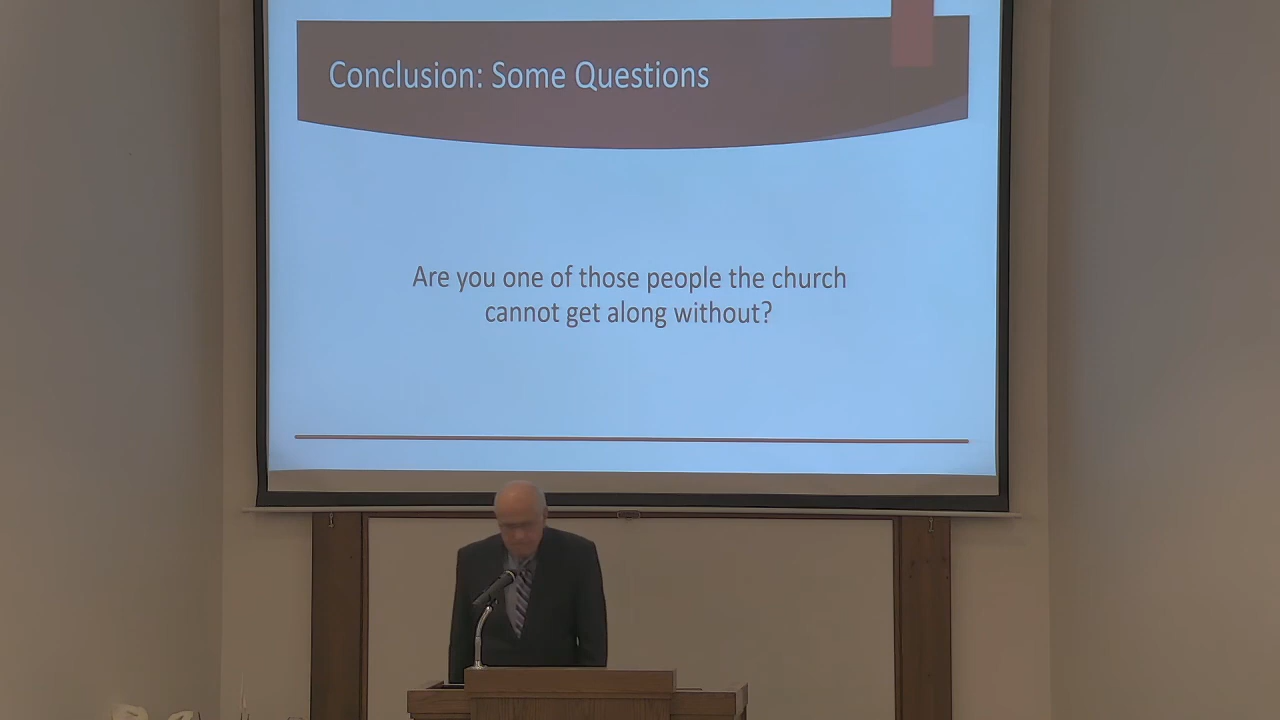 Conclusion: Some Questions
Are you one of those people the church
cannot get along without?